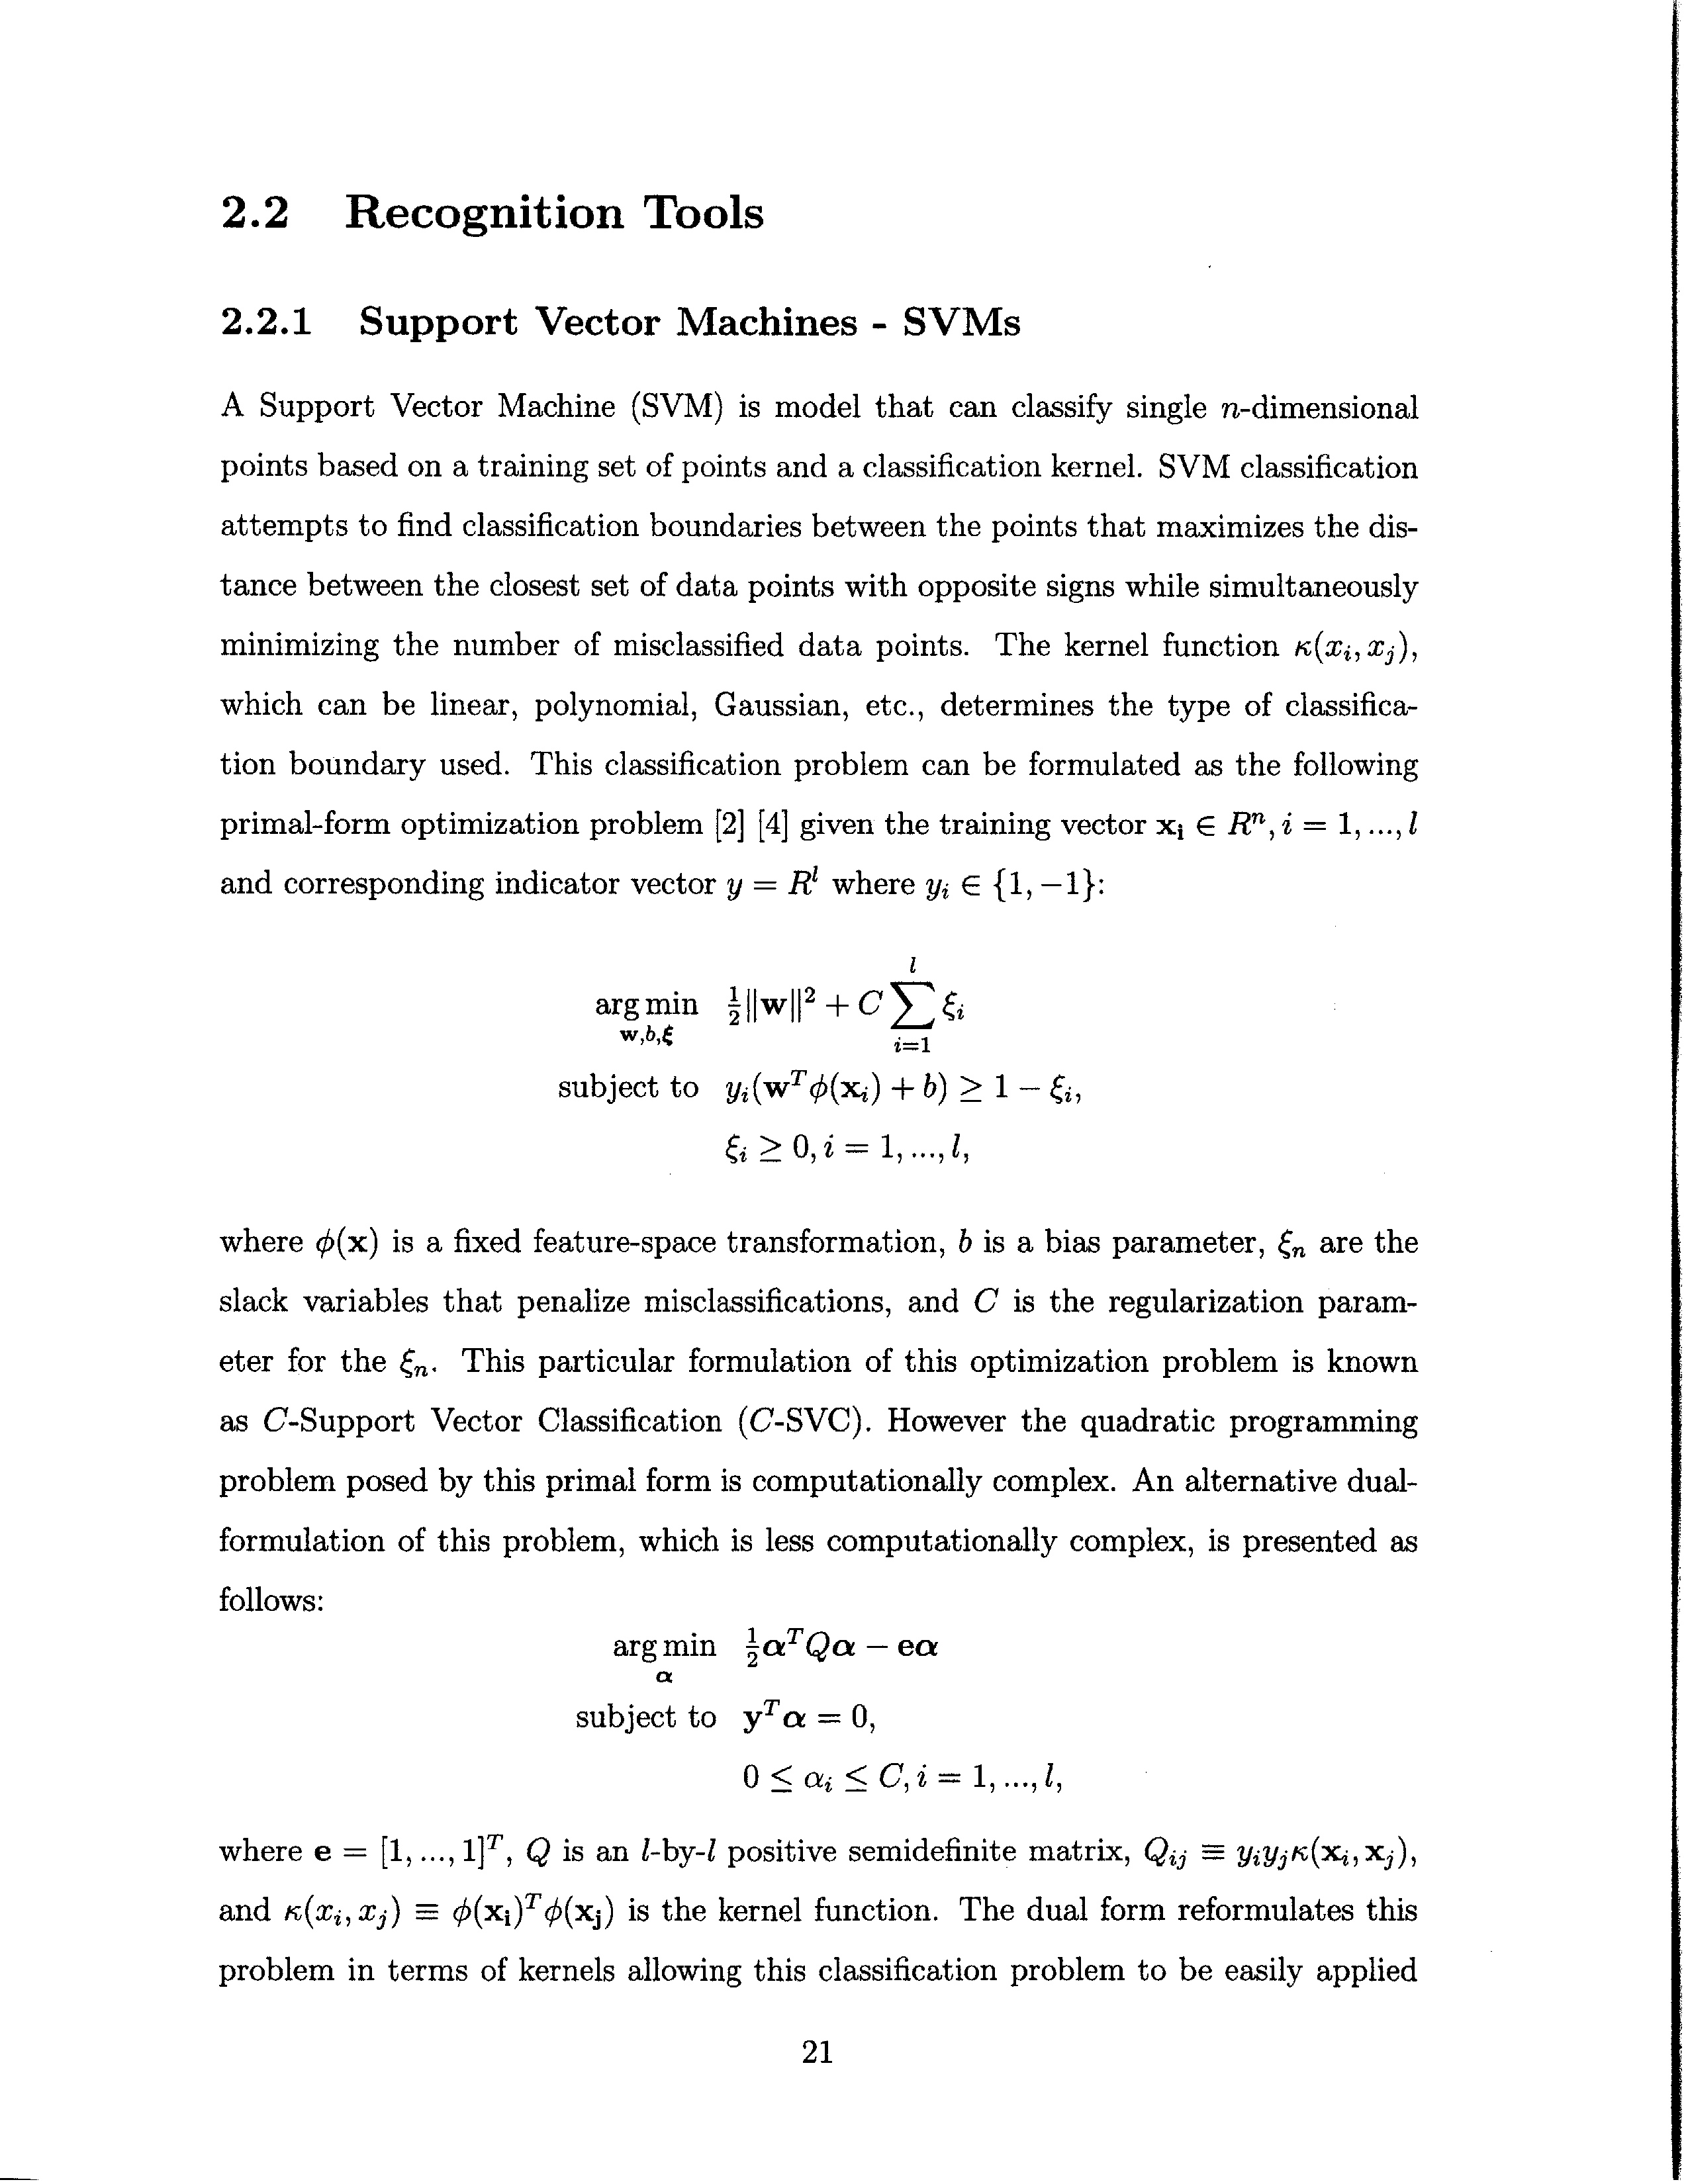 2.2 Recognition Tools
2.2.1 Support Vector Machines - SVMs
A Support Vector Machine (SVM) is model that can classify single n-dimensional
points based on a training set of points and a classification kernel. SVM classification
attempts to find classification boundaries between the points that maximizes the dis-
tance between the closest set of data points with opposite signs while simultaneously
minimizing the number of misclassified data points. The kernel function κ(x_i, x_j),
which can be linear, polynomial, Gaussian, etc., determines the type of classifica-
tion boundary used. This classification problem can be formulated as the following
primal-form optimization problem [2] [4] given the training vector x_i ∈ R^n, i = 1, ..., l
and corresponding indicator vector y = R^l where y_i ∈ {1, −1}:
arg min_{w,b,ξ} ½||w||² + C ∑_{i=1}^{l} ξ_i
subject to y_i(w^T φ(x_i) + b) ≥ 1 − ξ_i,
ξ_i ≥ 0, i = 1, ..., l,
where φ(x) is a fixed feature-space transformation, b is a bias parameter, ξ_n are the
slack variables that penalize misclassifications, and C is the regularization param-
eter for the ξ_n. This particular formulation of this optimization problem is known
as C-Support Vector Classification (C-SVC). However the quadratic programming
problem posed by this primal form is computationally complex. An alternative dual-
formulation of this problem, which is less computationally complex, is presented as
follows:
arg min_α ½α^T Qα − eα
subject to y^T α = 0,
0 ≤ α_i ≤ C, i = 1, ..., l,
where e = [1, ..., 1]^T, Q is an l-by-l positive semidefinite matrix, Q_ij ≡ y_i y_j κ(x_i, x_j),
and κ(x_i, x_j) ≡ φ(x_i)^T φ(x_j) is the kernel function. The dual form reformulates this
problem in terms of kernels allowing this classification problem to be easily applied
21